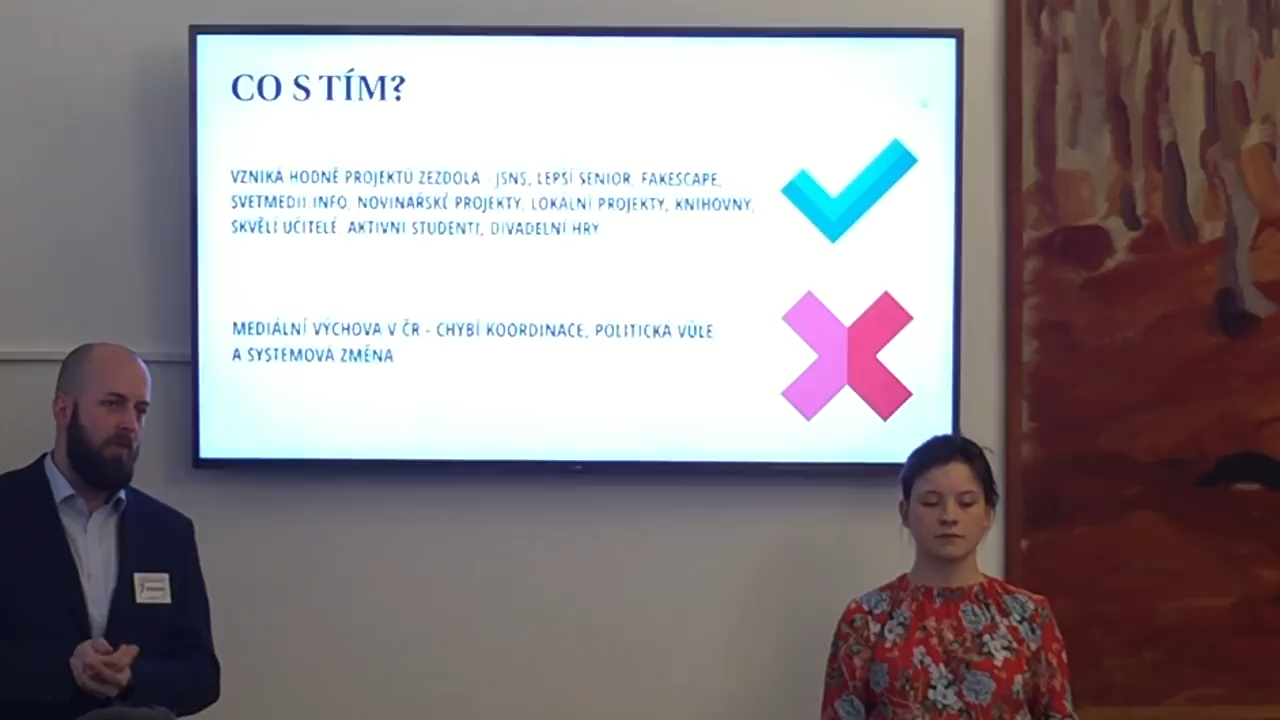 CO S TÍM?
VZNIKÁ HODNĚ PROJEKTŮ ZEZDOLA - JSNS, LEPŠÍ SENIOR, FAKESCAPE,
SVETMEDII.INFO, NOVINÁŘSKÉ PROJEKTY, LOKÁLNÍ PROJEKTY, KNIHOVNY,
SKVĚLÍ UČITELÉ, AKTIVNÍ STUDENTI, DIVADELNÍ HRY
MEDIÁLNÍ VÝCHOVA V ČR - CHYBÍ KOORDINACE, POLITICKÁ VŮLE
A SYSTÉMOVÁ ZMĚNA